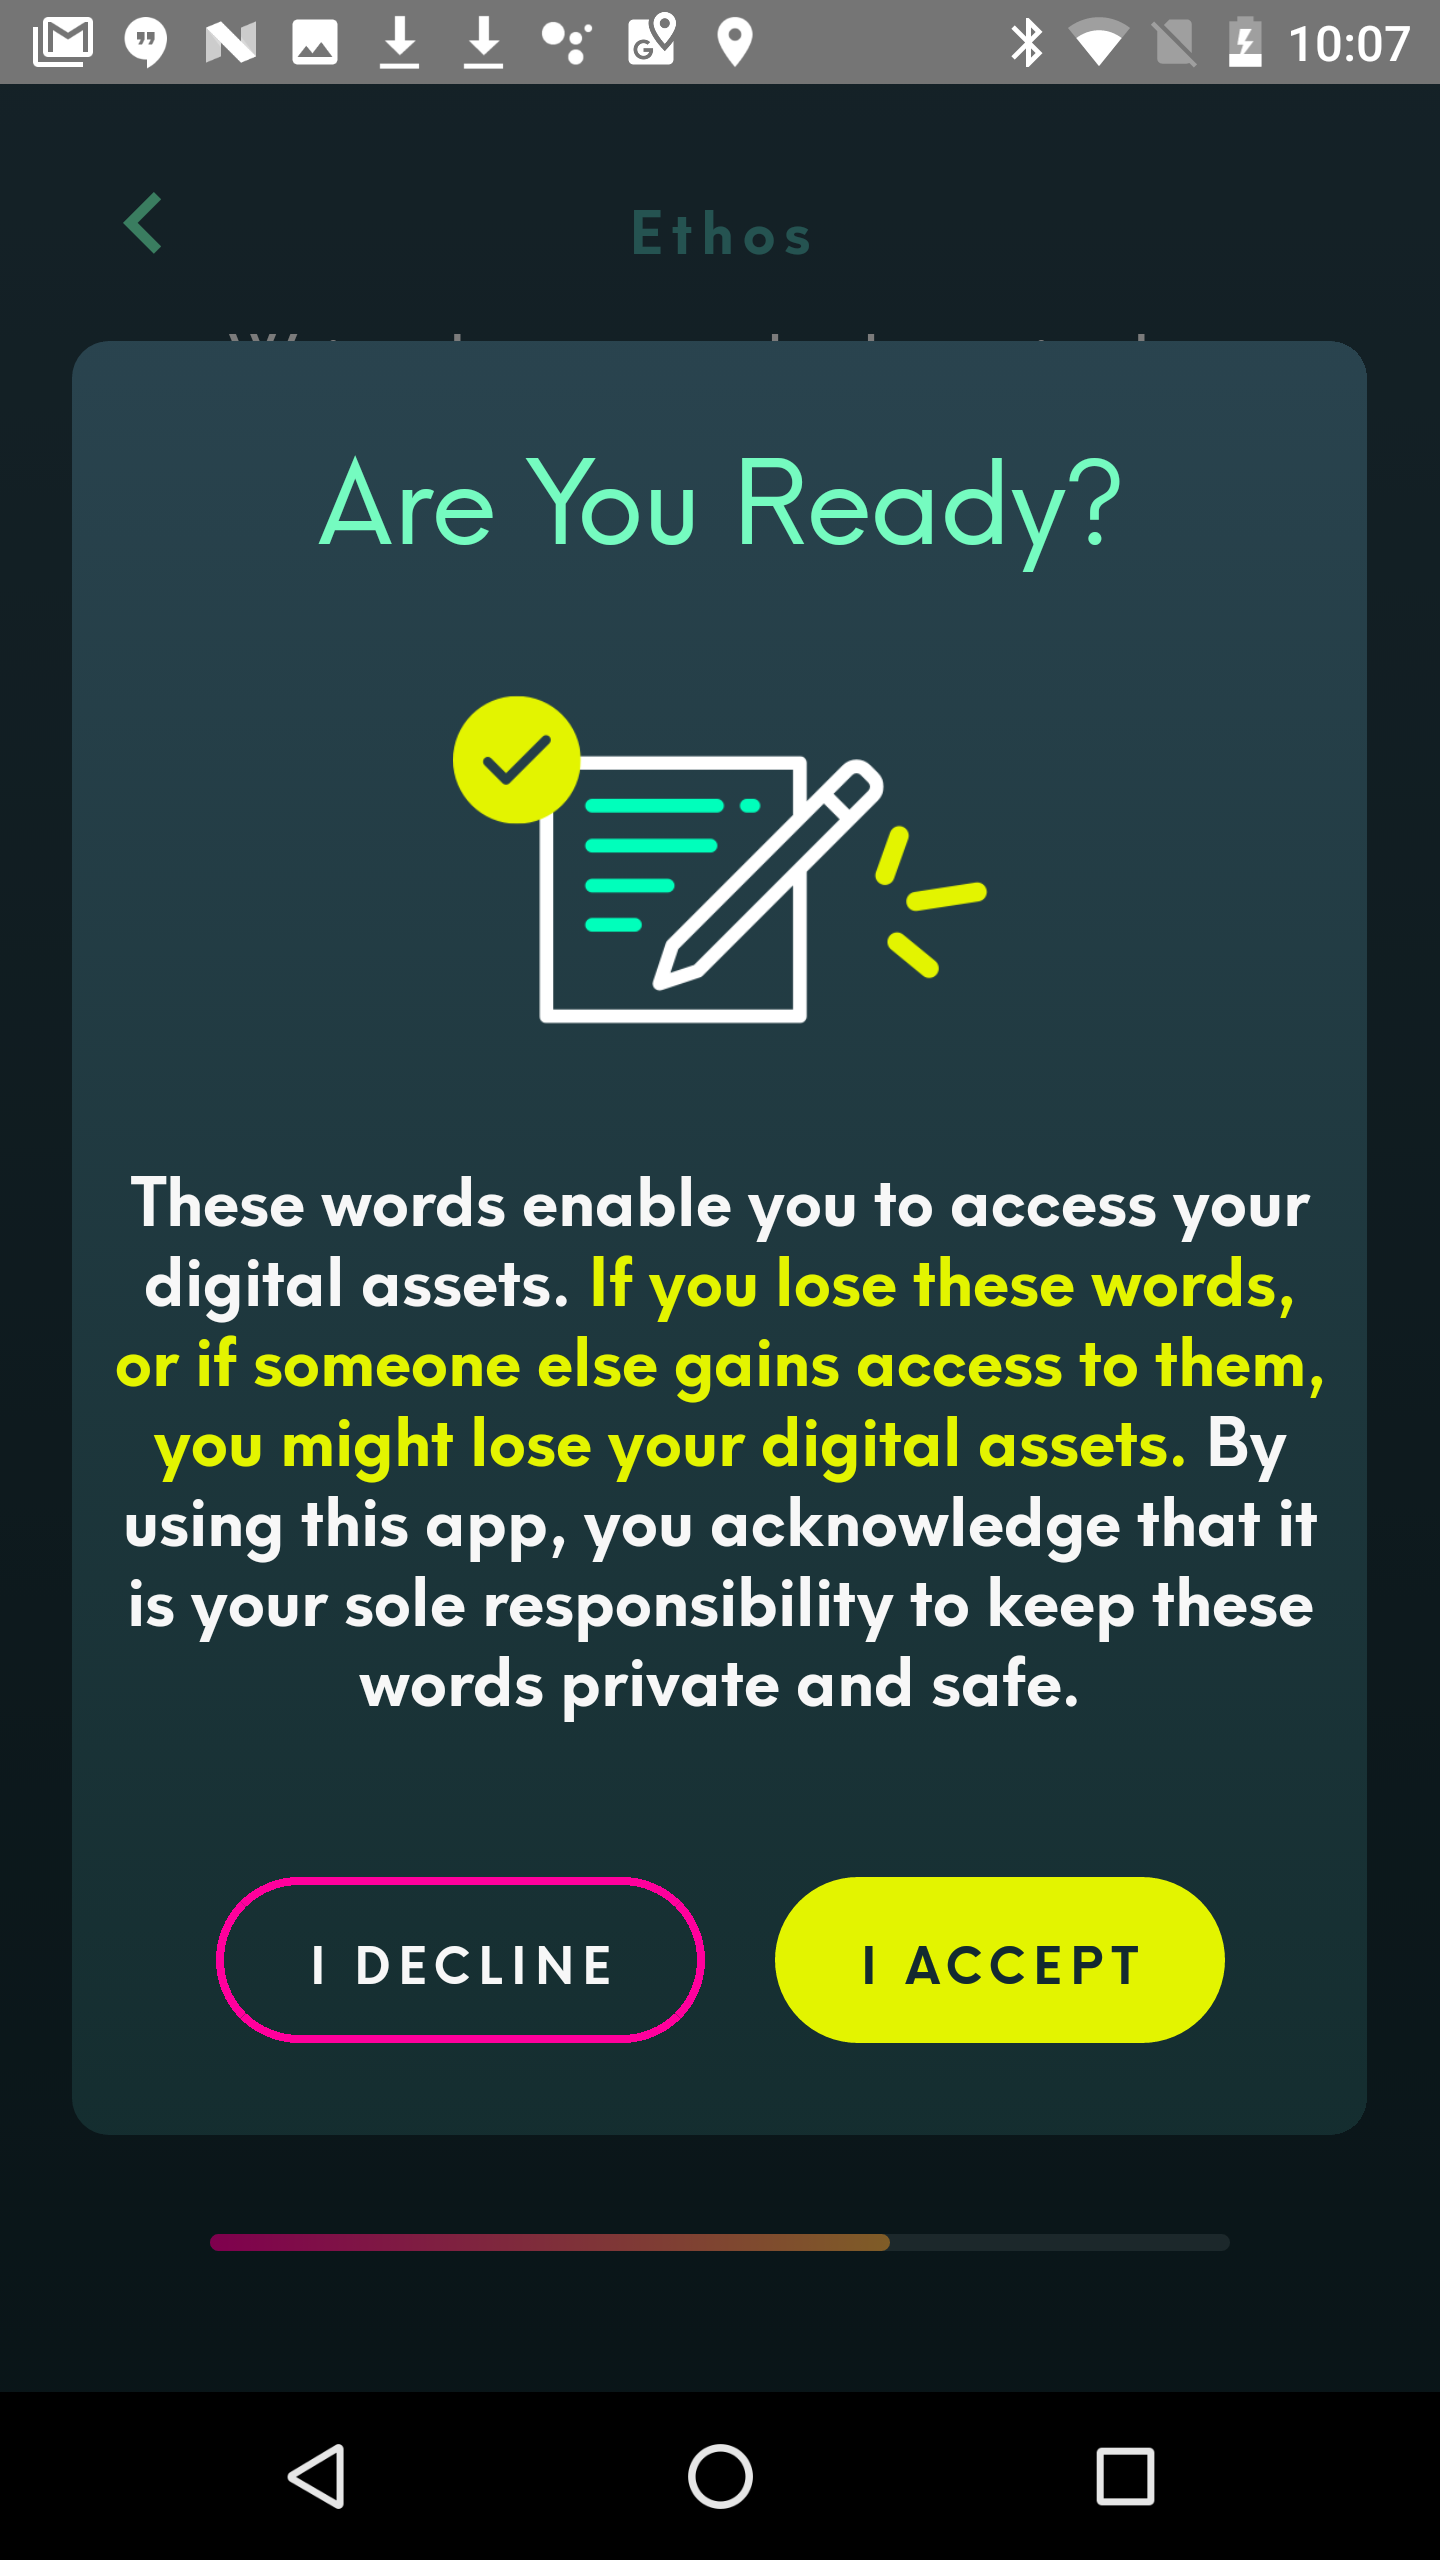 10:07
Ethos
Are You Ready?
These words enable you to access your
digital assets. If you lose these words,
or if someone else gains access to them,
you might lose your digital assets. By
using this app, you acknowledge that it
is your sole responsibility to keep these
words private and safe.
I DECLINE
I ACCEPT